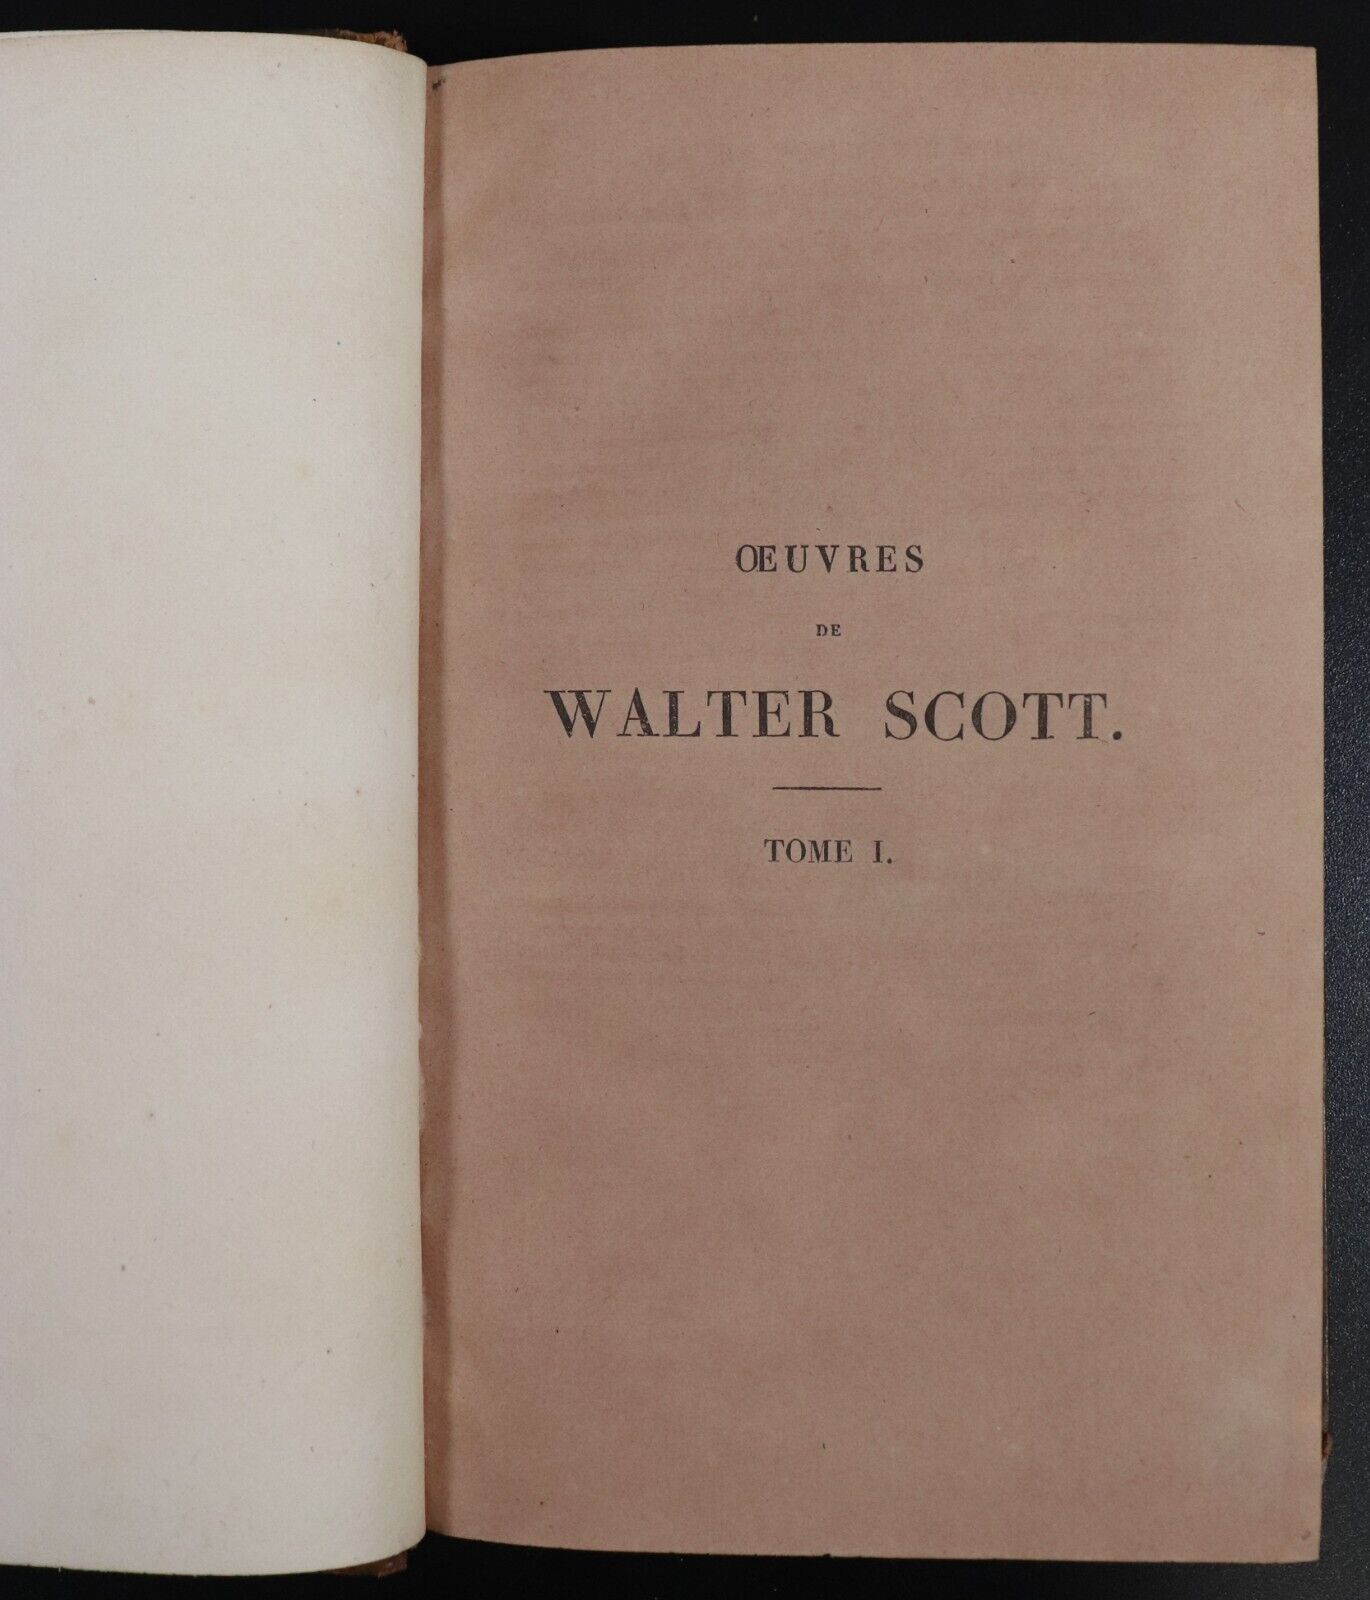 ŒUVRES
DE
WALTER SCOTT.
TOME I.